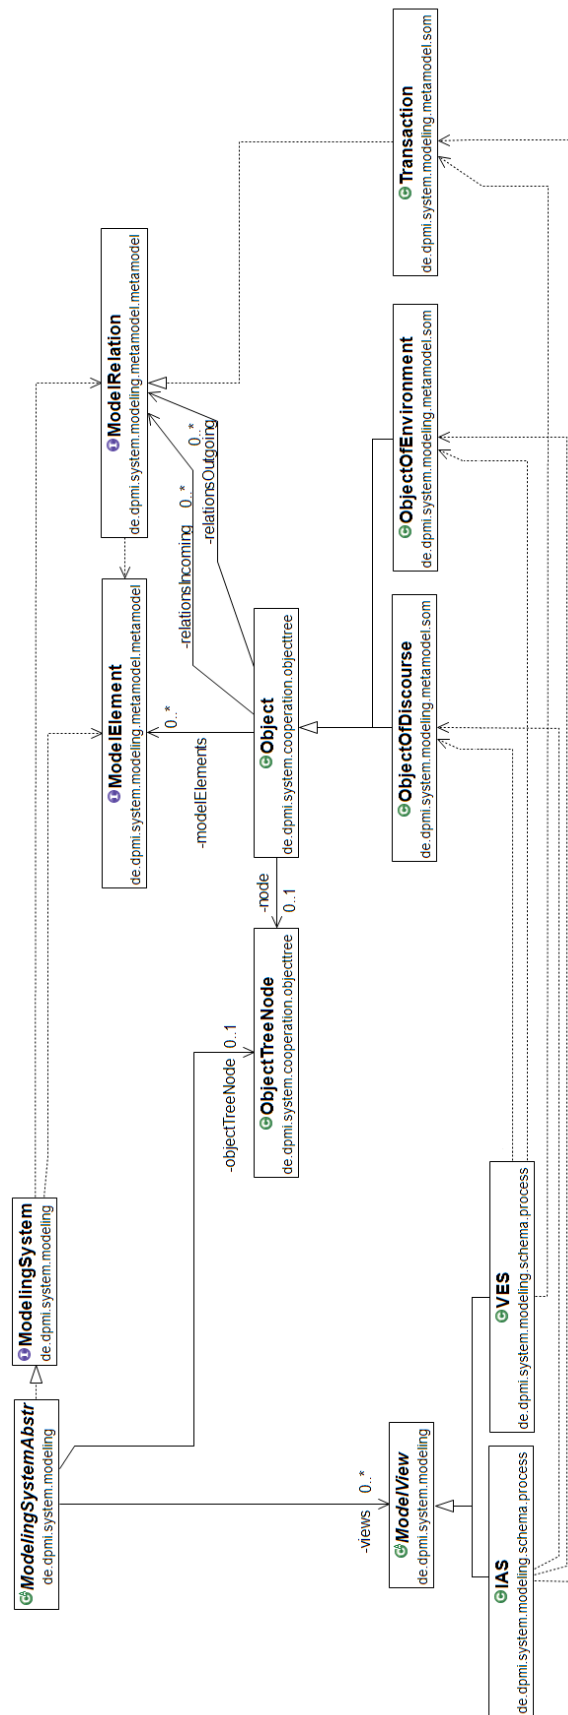 ModelingSystemAbstr
de.dpmi.system.modeling
ModelingSystem
de.dpmi.system.modeling
ModelElement
de.dpmi.system.modeling.metamodel.metamodel
ModelRelation
de.dpmi.system.modeling.metamodel.metamodel
-modelElements
0..*
-relationsIncoming
0..*
-relationsOutgoing
0..*
-objectTreeNode
0..1
ObjectTreeNode
de.dpmi.system.cooperation.objecttree
-node
0..1
Object
de.dpmi.system.cooperation.objecttree
-views
0..*
ModelView
de.dpmi.system.modeling
ObjectOfDiscourse
de.dpmi.system.modeling.metamodel.som
ObjectOfEnvironment
de.dpmi.system.modeling.metamodel.som
Transaction
de.dpmi.system.modeling.metamodel.som
IAS
de.dpmi.system.modeling.schema.process
VES
de.dpmi.system.modeling.schema.process